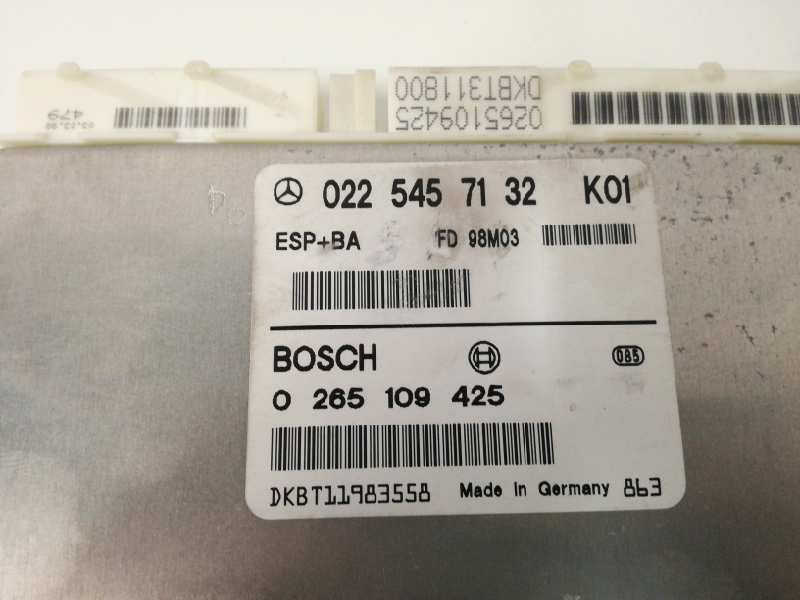 0265109425
DKBT311800
479
022 545 71 32 K01
ESP+BA FD 98M03
BOSCH
085
0 265 109 425
DKBT11983558 Made in Germany 863